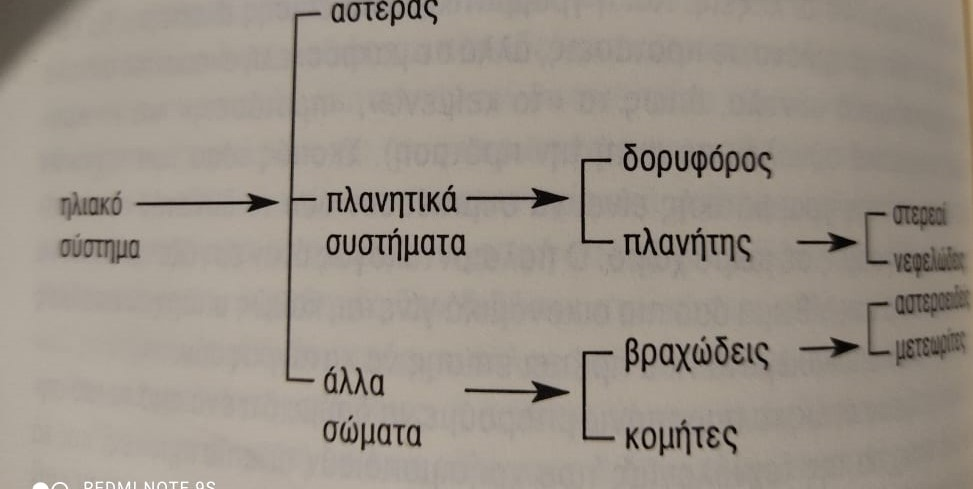 αστέρας
δορυφόρος
ηλιακό
πλανητικά
σύστημα
συστήματα
πλανήτης
στερεοί
νεφελώδεις
αστεροειδείς
μετεωρίτες
βραχώδεις
άλλα
σώματα
κομήτες
REDMI NOTE 9S